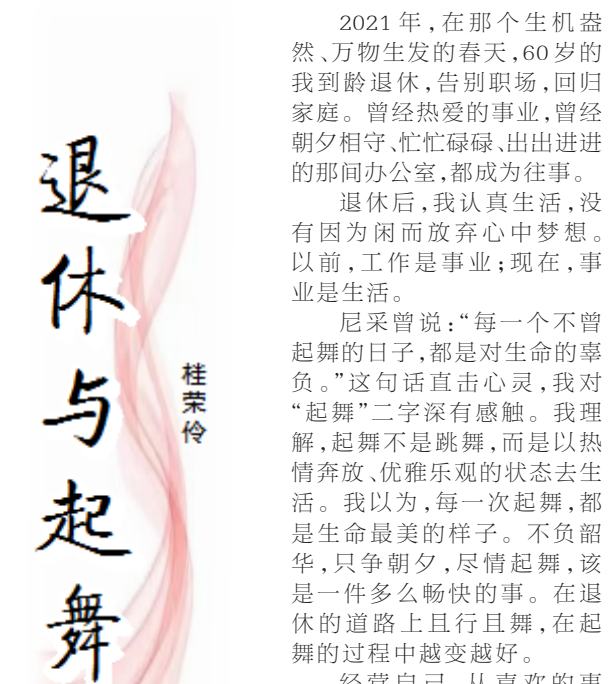 退休与起舞
桂荣伶
2021年,在那个生机盎
然、万物生发的春天,60岁的
我到龄退休,告别职场,回归
家庭。曾经热爱的事业,曾经
朝夕相守、忙忙碌碌、出出进进
的那间办公室,都成为往事。
退休后,我认真生活,没
有因为闲而放弃心中梦想。
以前,工作是事业;现在,事
业是生活。
尼采曾说:“每一个不曾
起舞的日子,都是对生命的辜
负。”这句话直击心灵,我对
“起舞”二字深有感触。我理
解,起舞不是跳舞,而是以热
情奔放、优雅乐观的状态去生
活。我以为,每一次起舞,都
是生命最美的样子。不负韶
华,只争朝夕,尽情起舞,该
是一件多么畅快的事。在退
休的道路上且行且舞,在起
舞的过程中越变越好。
经营自己,从喜欢的事